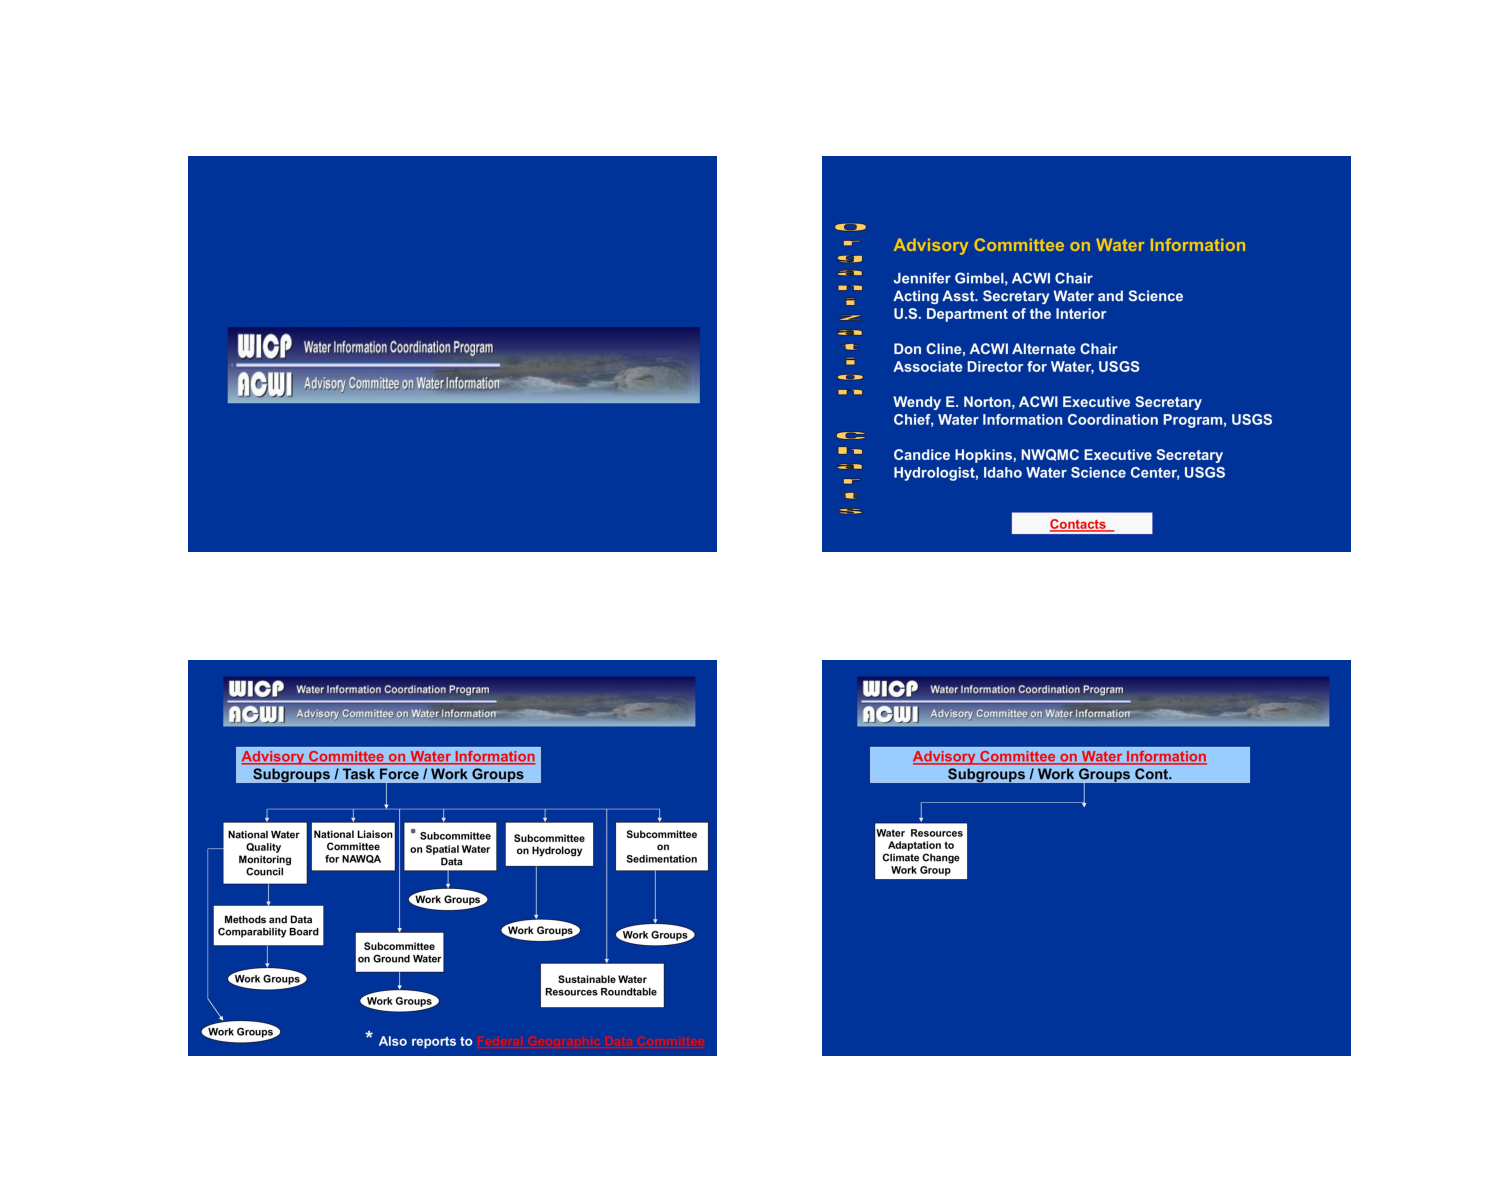 WICP Water Information Coordination Program
ACWI Advisory Committee on Water Information
Organization Charts
Advisory Committee on Water Information
Jennifer Gimbel, ACWI Chair
Acting Asst. Secretary Water and Science
U.S. Department of the Interior
Don Cline, ACWI Alternate Chair
Associate Director for Water, USGS
Wendy E. Norton, ACWI Executive Secretary
Chief, Water Information Coordination Program, USGS
Candice Hopkins, NWQMC Executive Secretary
Hydrologist, Idaho Water Science Center, USGS
Contacts
WICP Water Information Coordination Program
ACWI Advisory Committee on Water Information
Advisory Committee on Water Information
Subgroups / Task Force / Work Groups
National Water
Quality
Monitoring
Council
National Liaison
Committee
for NAWQA
* Subcommittee
on Spatial Water
Data
Subcommittee
on Hydrology
Subcommittee
on
Sedimentation
Work Groups
Methods and Data
Comparability Board
Work Groups
Work Groups
Subcommittee
on Ground Water
Work Groups
Sustainable Water
Resources Roundtable
Work Groups
Work Groups
* Also reports to Federal Geographic Data Committee
WICP Water Information Coordination Program
ACWI Advisory Committee on Water Information
Advisory Committee on Water Information
Subgroups / Work Groups Cont.
Water Resources
Adaptation to
Climate Change
Work Group